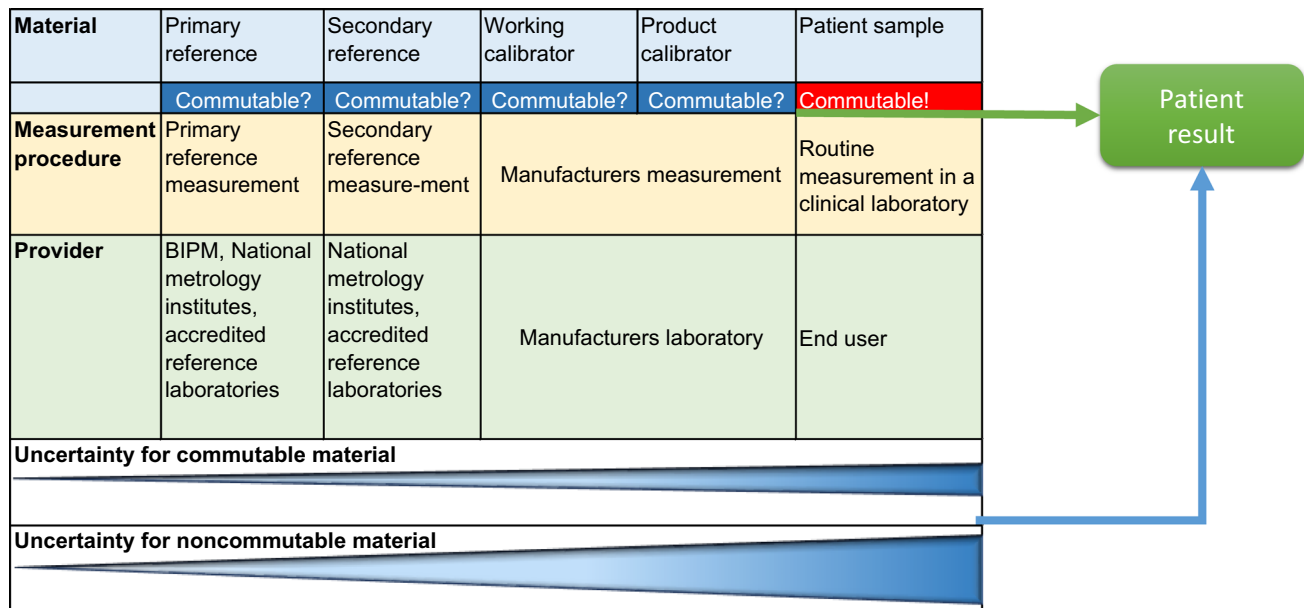 Material
Primary
reference
Secondary
reference
Working
calibrator
Product
calibrator
Patient sample
Commutable?
Commutable?
Commutable?
Commutable?
Commutable!
Measurement
procedure
Primary
reference
measurement
Secondary
reference
measure-ment
Manufacturers measurement
Routine
measurement in a
clinical laboratory
Provider
BIPM, National
metrology
institutes,
accredited
reference
laboratories
National
metrology
institutes,
accredited
reference
laboratories
Manufacturers laboratory
End user
Uncertainty for commutable material
Uncertainty for noncommutable material
Patient
result